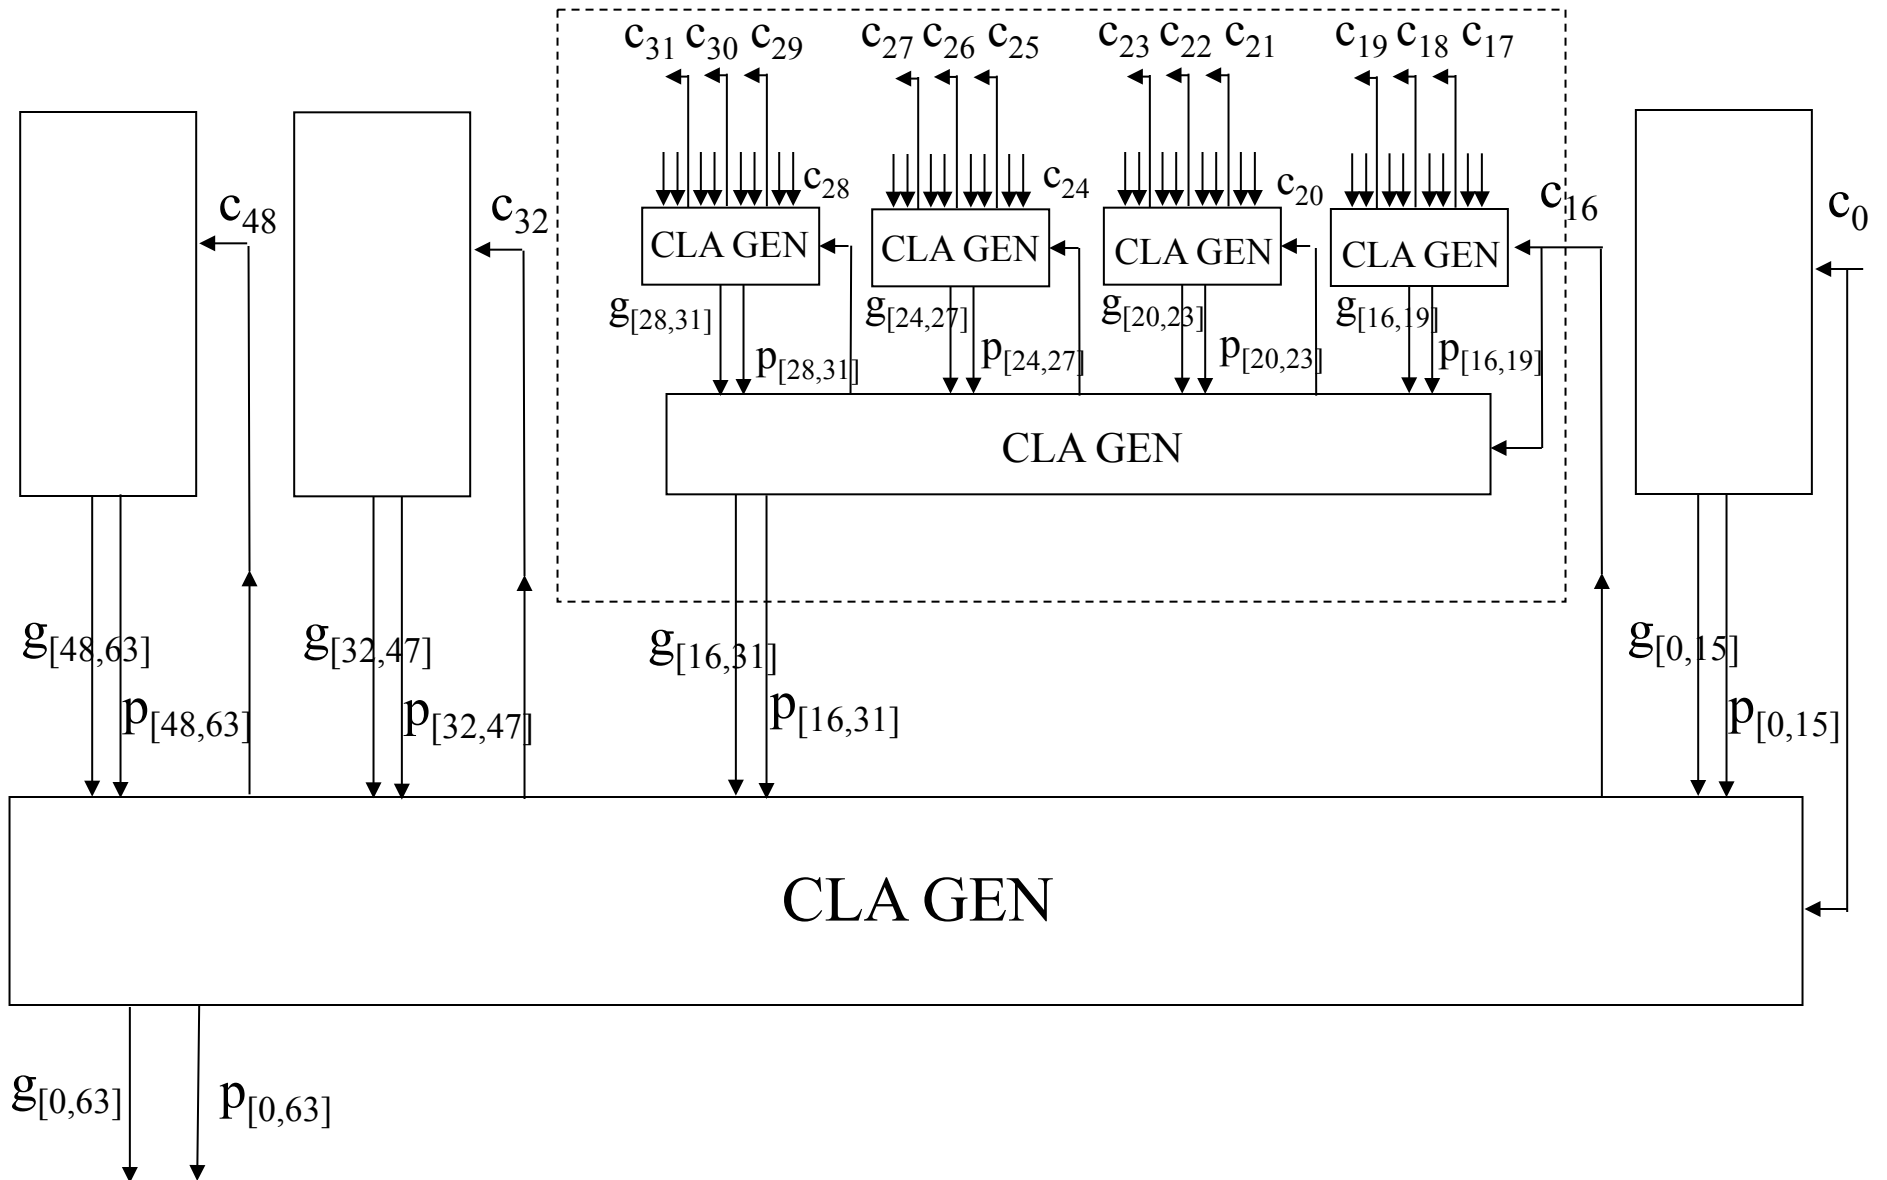 c31 c30 c29 c27 c26 c25 c23 c22 c21 c19 c18 c17
c48 c32 c28 c24 c20 c16 c0
CLA GEN CLA GEN CLA GEN CLA GEN
g[28,31] g[24,27] g[20,23] g[16,19]
p[28,31] p[24,27] p[20,23] p[16,19]
CLA GEN
g[48,63] g[32,47] g[16,31] g[0,15]
p[48,63] p[32,47] p[16,31] p[0,15]
CLA GEN
g[0,63] p[0,63]